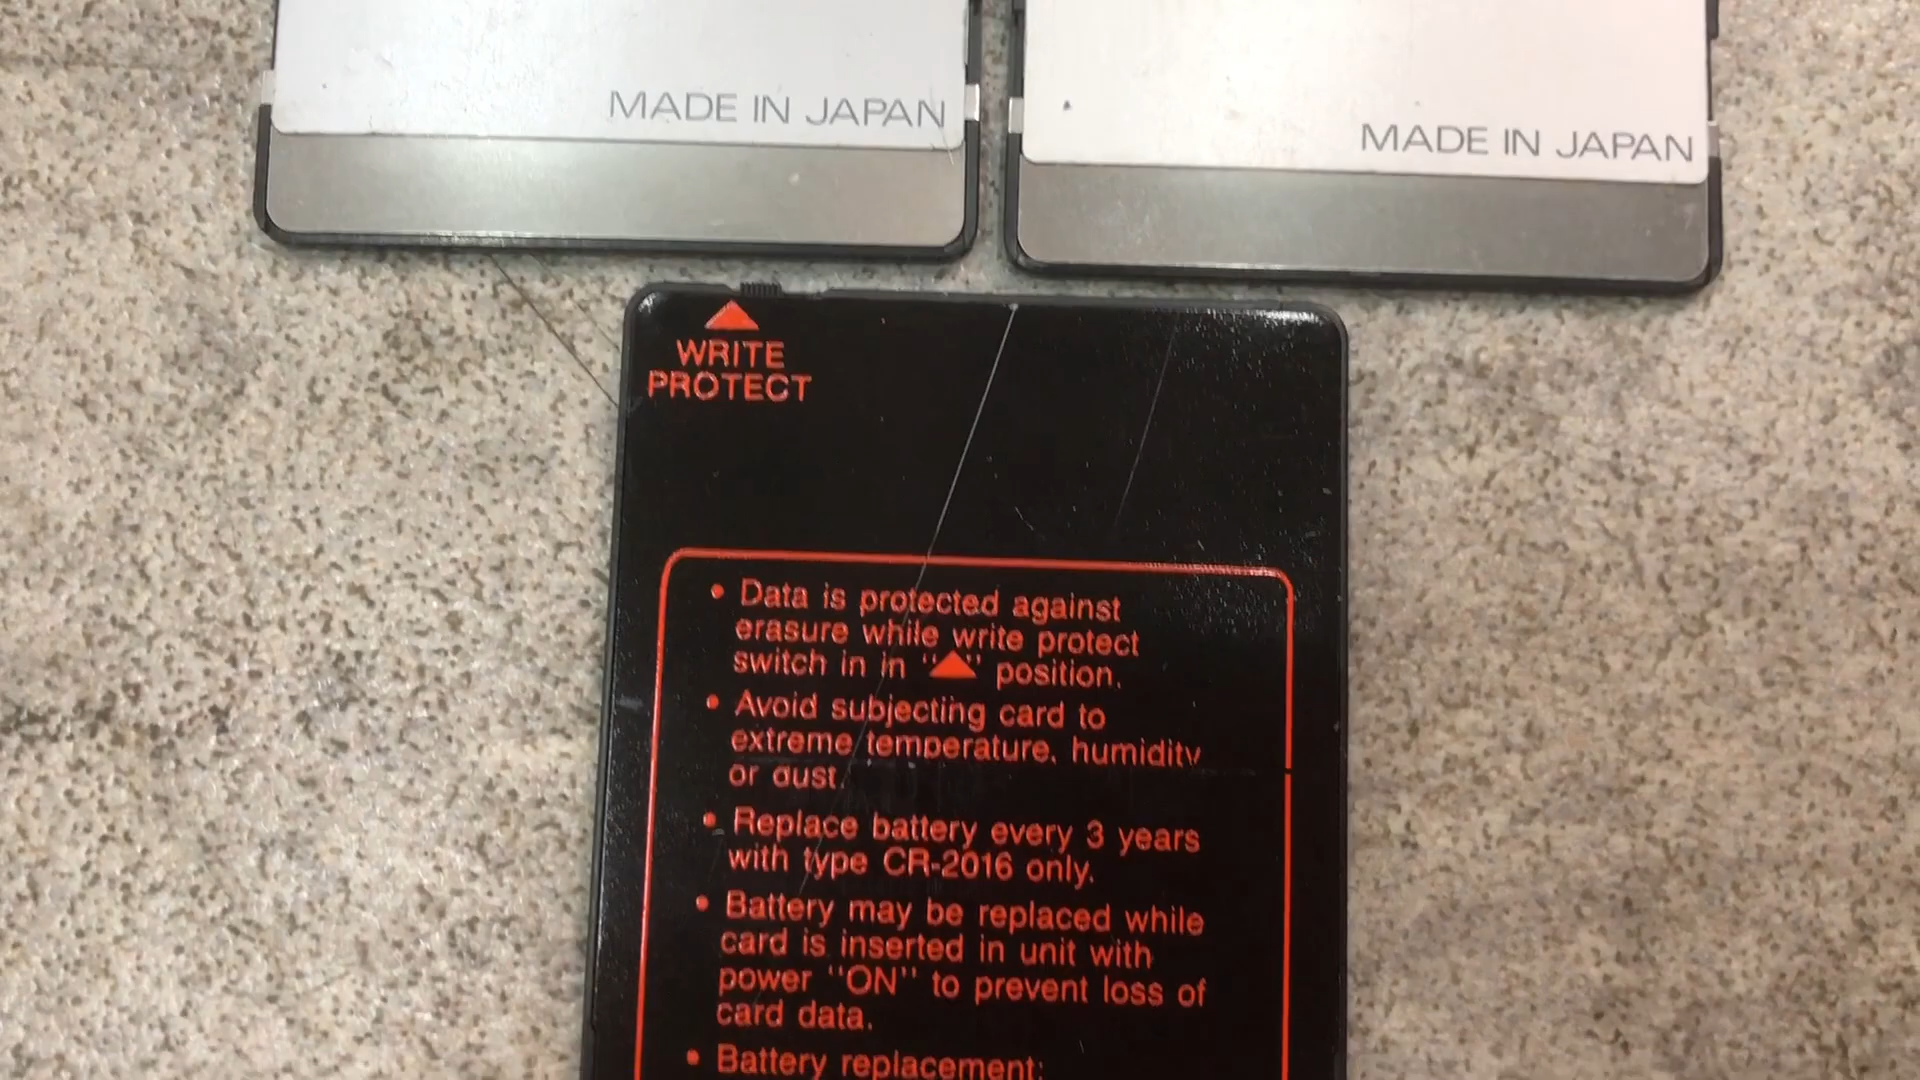 MADE IN JAPAN
MADE IN JAPAN
WRITE
PROTECT
• Data is protected against
erasure while write protect
switch in in "▲" position.
• Avoid subjecting card to
extreme temperature, humidity
or dust.
• Replace battery every 3 years
with type CR-2016 only.
• Battery may be replaced while
card is inserted in unit with
power "ON" to prevent loss of
card data.
• Battery replacement: